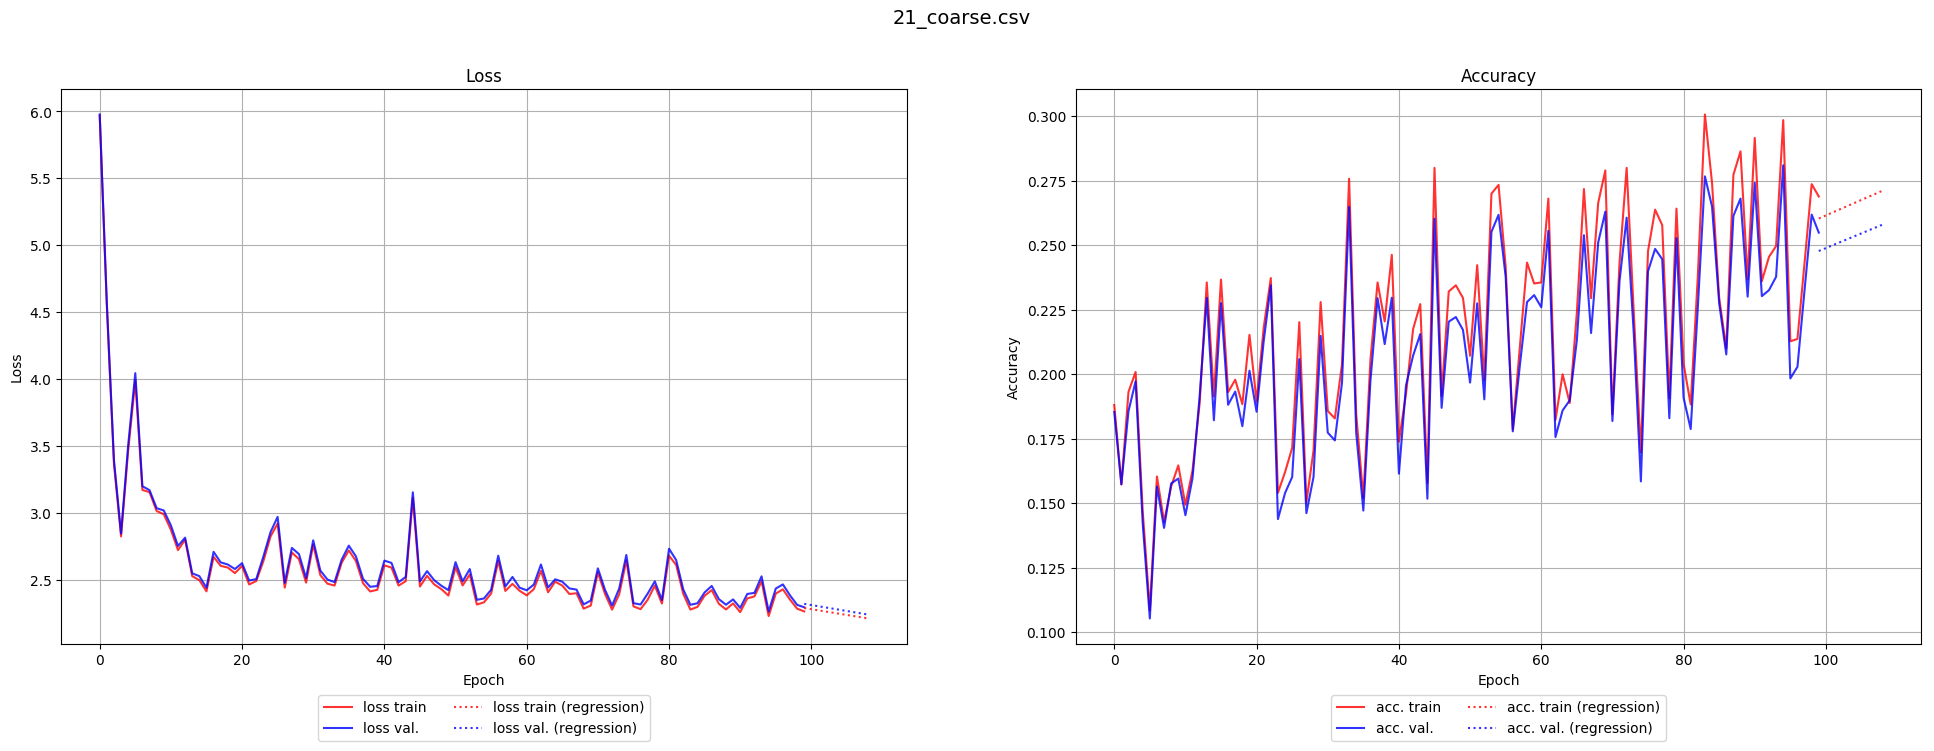 21_coarse.csv
Loss
6.0
5.5
5.0
4.5
4.0
3.5
3.0
2.5
Loss
0
20
40
60
80
100
Epoch
loss train
loss val.
loss train (regression)
loss val. (regression)
Accuracy
0.300
0.275
0.250
0.225
0.200
0.175
0.150
0.125
0.100
Accuracy
0
20
40
60
80
100
Epoch
acc. train
acc. val.
acc. train (regression)
acc. val. (regression)